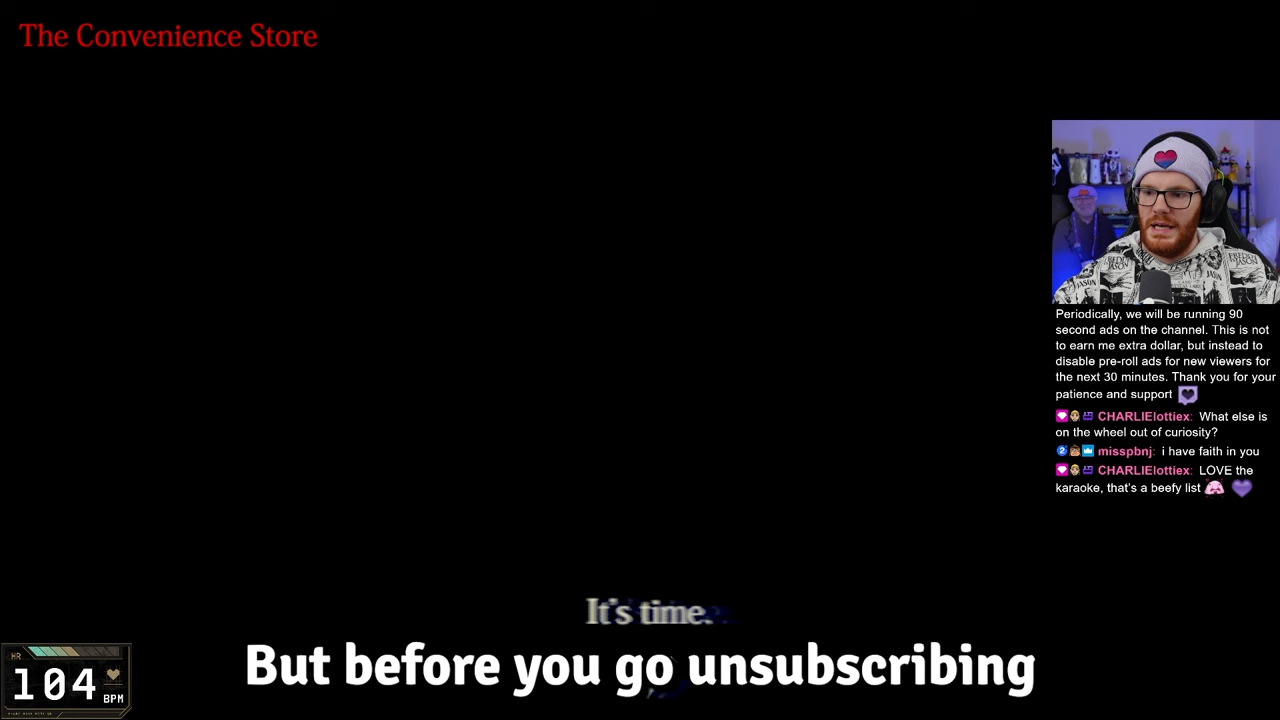 The Convenience Store
Periodically, we will be running 90
second ads on the channel. This is not
to earn me extra dollar, but instead to
disable pre-roll ads for new viewers for
the next 30 minutes. Thank you for your
patience and support
CHARLIElottiex: What else is
on the wheel out of curiosity?
misspbnj: i have faith in you
CHARLIElottiex: LOVE the
karaoke, that's a beefy list
It's time.
But before you go unsubscribing
HR
104
BPM